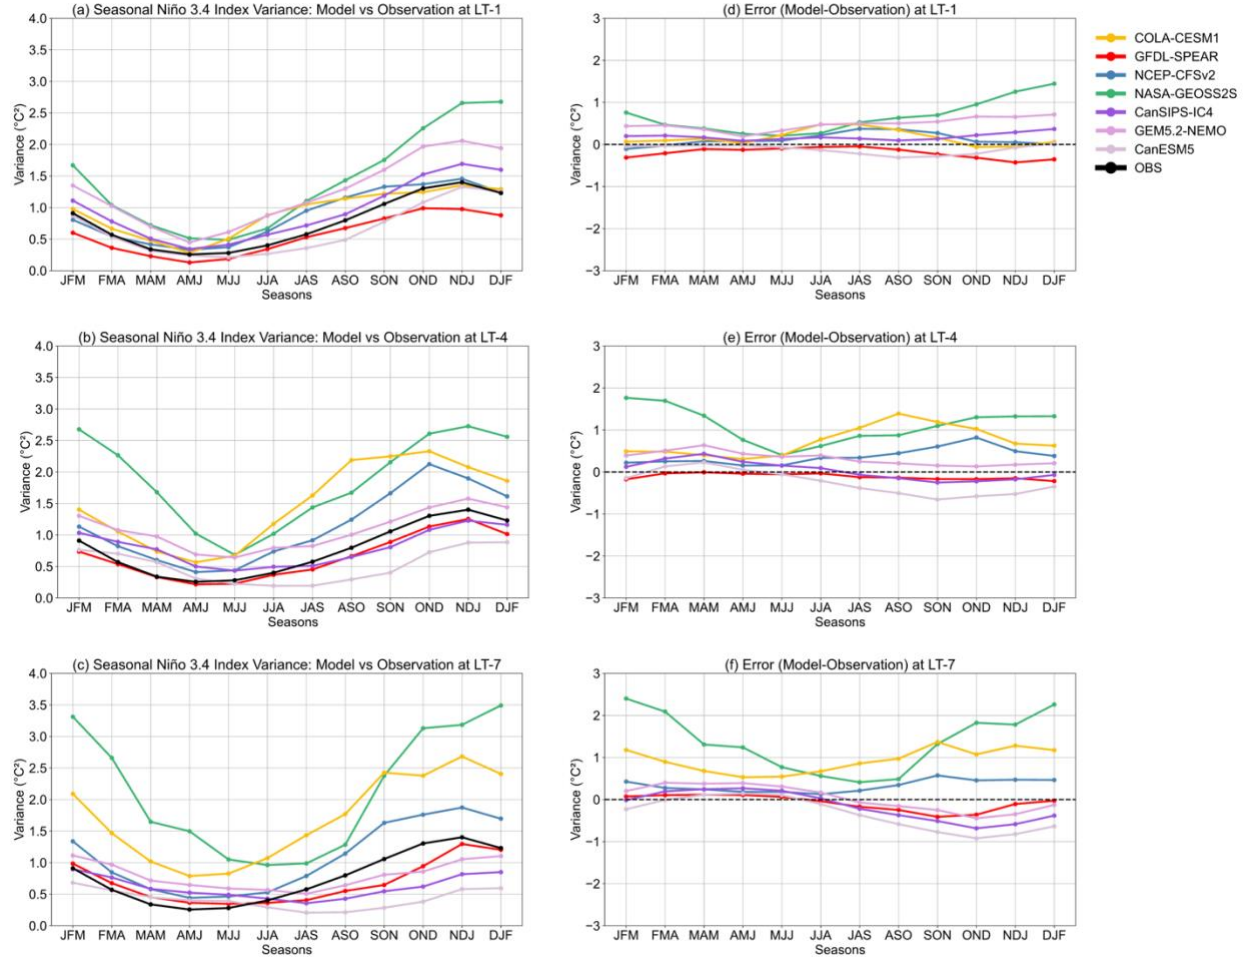 (a) Seasonal Niño 3.4 Index Variance: Model vs Observation at LT-1
4.0
3.5
3.0
2.5
2.0
1.5
1.0
0.5
0.0
Variance (°C²)
JFM FMA MAM AMJ MJJ JJA JAS ASO SON OND NDJ DJF
Seasons
(d) Error (Model-Observation) at LT-1
3
2
1
0
−1
−2
−3
Variance (°C²)
JFM FMA MAM AMJ MJJ JJA JAS ASO SON OND NDJ DJF
Seasons
COLA-CESM1
GFDL-SPEAR
NCEP-CFSv2
NASA-GEOSS2S
CanSIPS-IC4
GEM5.2-NEMO
CanESM5
OBS
(b) Seasonal Niño 3.4 Index Variance: Model vs Observation at LT-4
4.0
3.5
3.0
2.5
2.0
1.5
1.0
0.5
0.0
Variance (°C²)
JFM FMA MAM AMJ MJJ JJA JAS ASO SON OND NDJ DJF
Seasons
(e) Error (Model-Observation) at LT-4
3
2
1
0
−1
−2
−3
Variance (°C²)
JFM FMA MAM AMJ MJJ JJA JAS ASO SON OND NDJ DJF
Seasons
(c) Seasonal Niño 3.4 Index Variance: Model vs Observation at LT-7
4.0
3.5
3.0
2.5
2.0
1.5
1.0
0.5
0.0
Variance (°C²)
JFM FMA MAM AMJ MJJ JJA JAS ASO SON OND NDJ DJF
Seasons
(f) Error (Model-Observation) at LT-7
3
2
1
0
−1
−2
−3
Variance (°C²)
JFM FMA MAM AMJ MJJ JJA JAS ASO SON OND NDJ DJF
Seasons